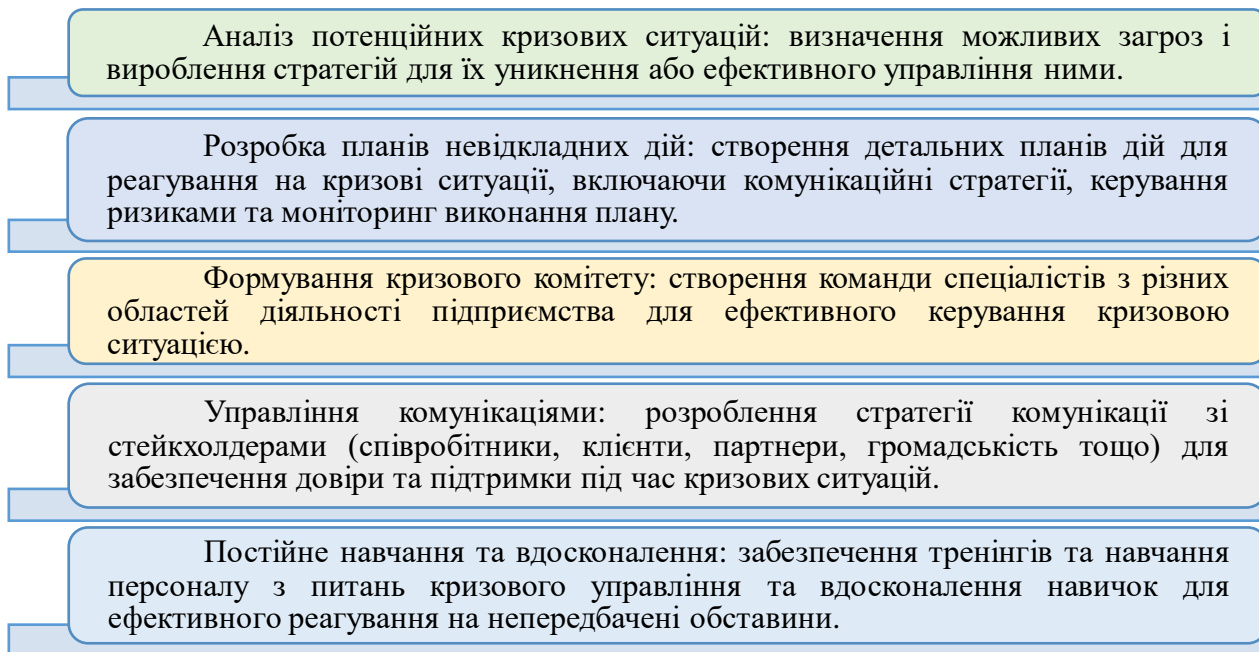 Аналіз потенційних кризових ситуацій: визначення можливих загроз і
вироблення стратегій для їх уникнення або ефективного управління ними.
Розробка планів невідкладних дій: створення детальних планів дій для
реагування на кризові ситуації, включаючи комунікаційні стратегії, керування
ризиками та моніторинг виконання плану.
Формування кризового комітету: створення команди спеціалістів з різних
областей діяльності підприємства для ефективного керування кризовою
ситуацією.
Управління комунікаціями: розроблення стратегії комунікації зі
стейкхолдерами (співробітники, клієнти, партнери, громадськість тощо) для
забезпечення довіри та підтримки під час кризових ситуацій.
Постійне навчання та вдосконалення: забезпечення тренінгів та навчання
персоналу з питань кризового управління та вдосконалення навичок для
ефективного реагування на непередбачені обставини.